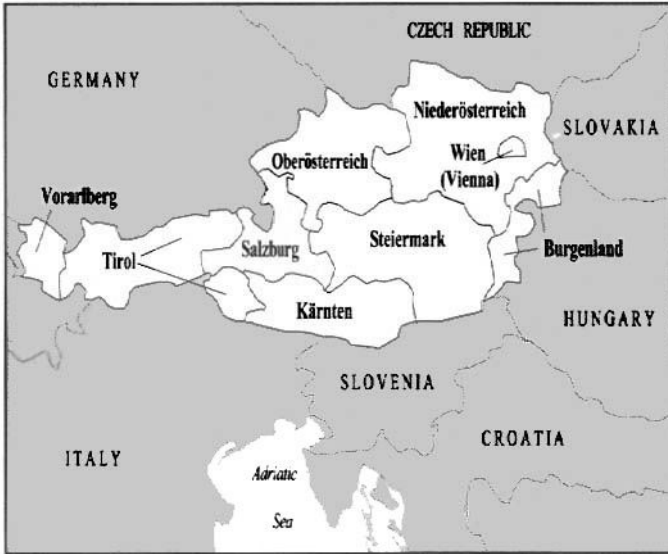 CZECH REPUBLIC
GERMANY
Niederösterreich
SLOVAKIA
Oberösterreich
Wien
(Vienna)
Vorarlberg
Tirol
Salzburg
Steiermark
Burgenland
Kärnten
HUNGARY
SLOVENIA
CROATIA
ITALY
Adriatic
Sea